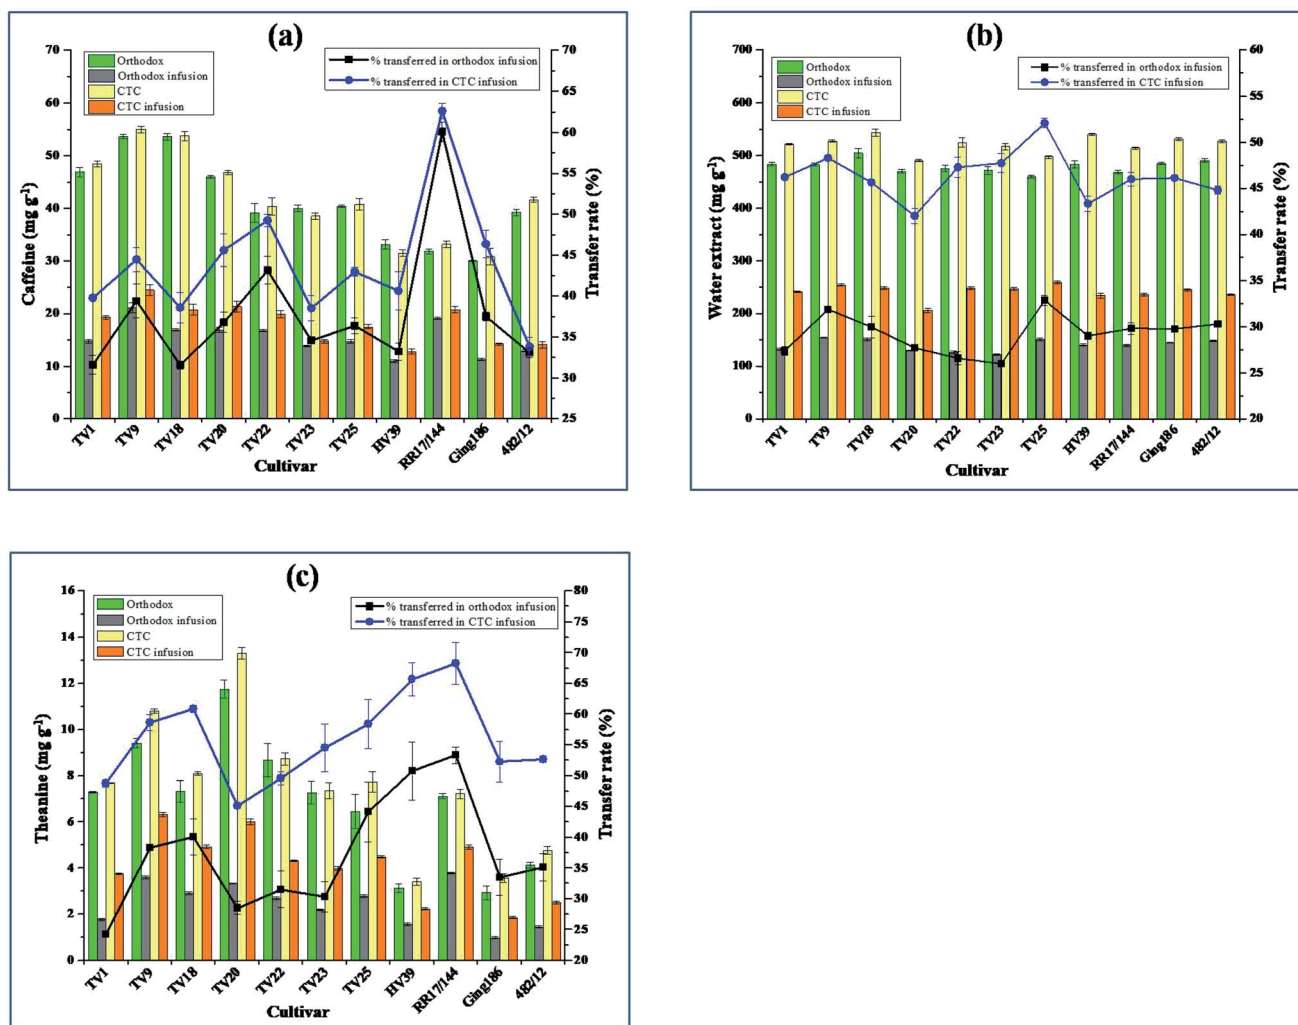 (a)
Orthodox
Orthodox infusion
CTC
CTC infusion
% transferred in orthodox infusion
% transferred in CTC infusion
70
60
50
40
30
20
10
0
Caffeine (mg g-1)
70
65
60
55
50
45
40
35
30
25
Transfer rate (%)
TV1 TV9 TV18 TV20 TV22 TV23 TV25 HV39 RR17/144 Ging186 482/12
Cultivar
(b)
Orthodox
Orthodox infusion
CTC
CTC infusion
% transferred in orthodox infusion
% transferred in CTC infusion
700
600
500
400
300
200
100
0
Water extract (mg g-1)
60
55
50
45
40
35
30
25
20
Transfer rate (%)
TV1 TV9 TV18 TV20 TV22 TV23 TV25 HV39 RR17/144 Ging186 482/12
Cultivar
(c)
Orthodox
Orthodox infusion
CTC
CTC infusion
% transferred in orthodox infusion
% transferred in CTC infusion
16
14
12
10
8
6
4
2
0
Theanine (mg g-1)
80
75
70
65
60
55
50
45
40
35
30
25
20
Transfer rate (%)
TV1 TV9 TV18 TV20 TV22 TV23 TV25 HV39 RR17/144 Ging186 482/12
Cultivar